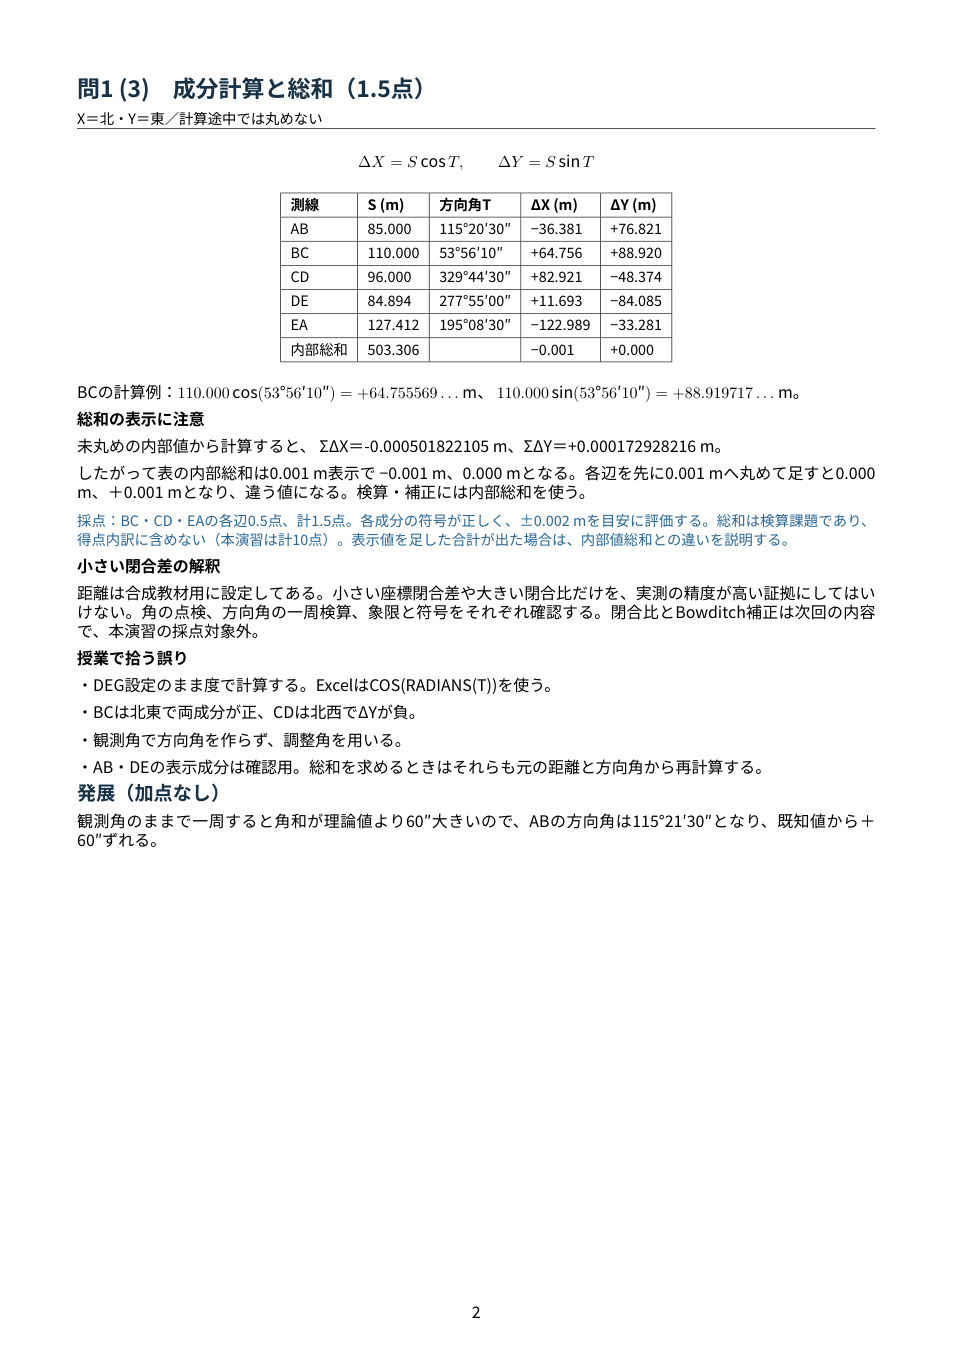 問1 (3)　成分計算と総和（1.5点）
X＝北・Y＝東／計算途中では丸めない
ΔX = S cos T,　　ΔY = S sin T
測線　S (m)　方向角T　ΔX (m)　ΔY (m)
AB　85.000　115°20′30″　−36.381　+76.821
BC　110.000　53°56′10″　+64.756　+88.920
CD　96.000　329°44′30″　+82.921　−48.374
DE　84.894　277°55′00″　+11.693　−84.085
EA　127.412　195°08′30″　−122.989　−33.281
内部総和　503.306　−0.001　+0.000
BCの計算例：110.000 cos(53°56′10″) = +64.755569 . . . m、 110.000 sin(53°56′10″) = +88.919717 . . . m。
総和の表示に注意
未丸めの内部値から計算すると、 ΣΔX＝-0.000501822105 m、ΣΔY＝+0.000172928216 m。
したがって表の内部総和は0.001 m表示で −0.001 m、0.000 mとなる。各辺を先に0.001 mへ丸めて足すと0.000
m、＋0.001 mとなり、違う値になる。検算・補正には内部総和を使う。
採点：BC・CD・EAの各辺0.5点、計1.5点。各成分の符号が正しく、±0.002 mを目安に評価する。総和は検算課題であり、
得点内訳に含めない（本演習は計10点）。表示値を足した合計が出た場合は、内部値総和との違いを説明する。
小さい閉合差の解釈
距離は合成教材用に設定してある。小さい座標閉合差や大きい閉合比だけを、実測の精度が高い証拠にしてはい
けない。角の点検、方向角の一周検算、象限と符号をそれぞれ確認する。閉合比とBowditch補正は次回の内容
で、本演習の採点対象外。
授業で拾う誤り
・DEG設定のまま度で計算する。ExcelはCOS(RADIANS(T))を使う。
・BCは北東で両成分が正、CDは北西でΔYが負。
・観測角で方向角を作らず、調整角を用いる。
・AB・DEの表示成分は確認用。総和を求めるときはそれらも元の距離と方向角から再計算する。
発展（加点なし）
観測角のままで一周すると角和が理論値より60″大きいので、ABの方向角は115°21′30″となり、既知値から＋
60″ずれる。
2